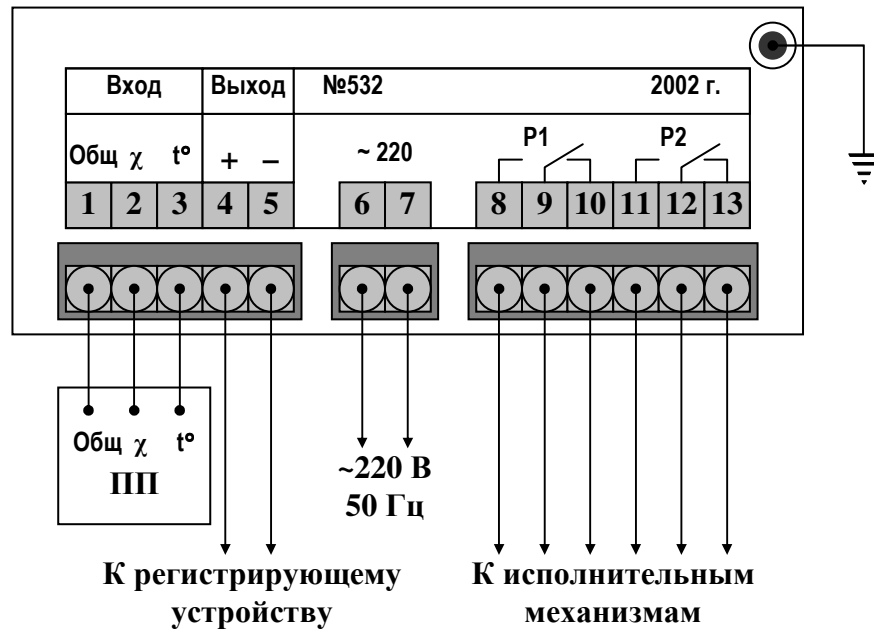 Вход Выход №532 2002 г.
Общ χ t° + – ~ 220 P1 P2
1 2 3 4 5 6 7 8 9 10 11 12 13
Общ χ t°
ПП
~220 В
50 Гц
К регистрирующему
устройству
К исполнительным
механизмам